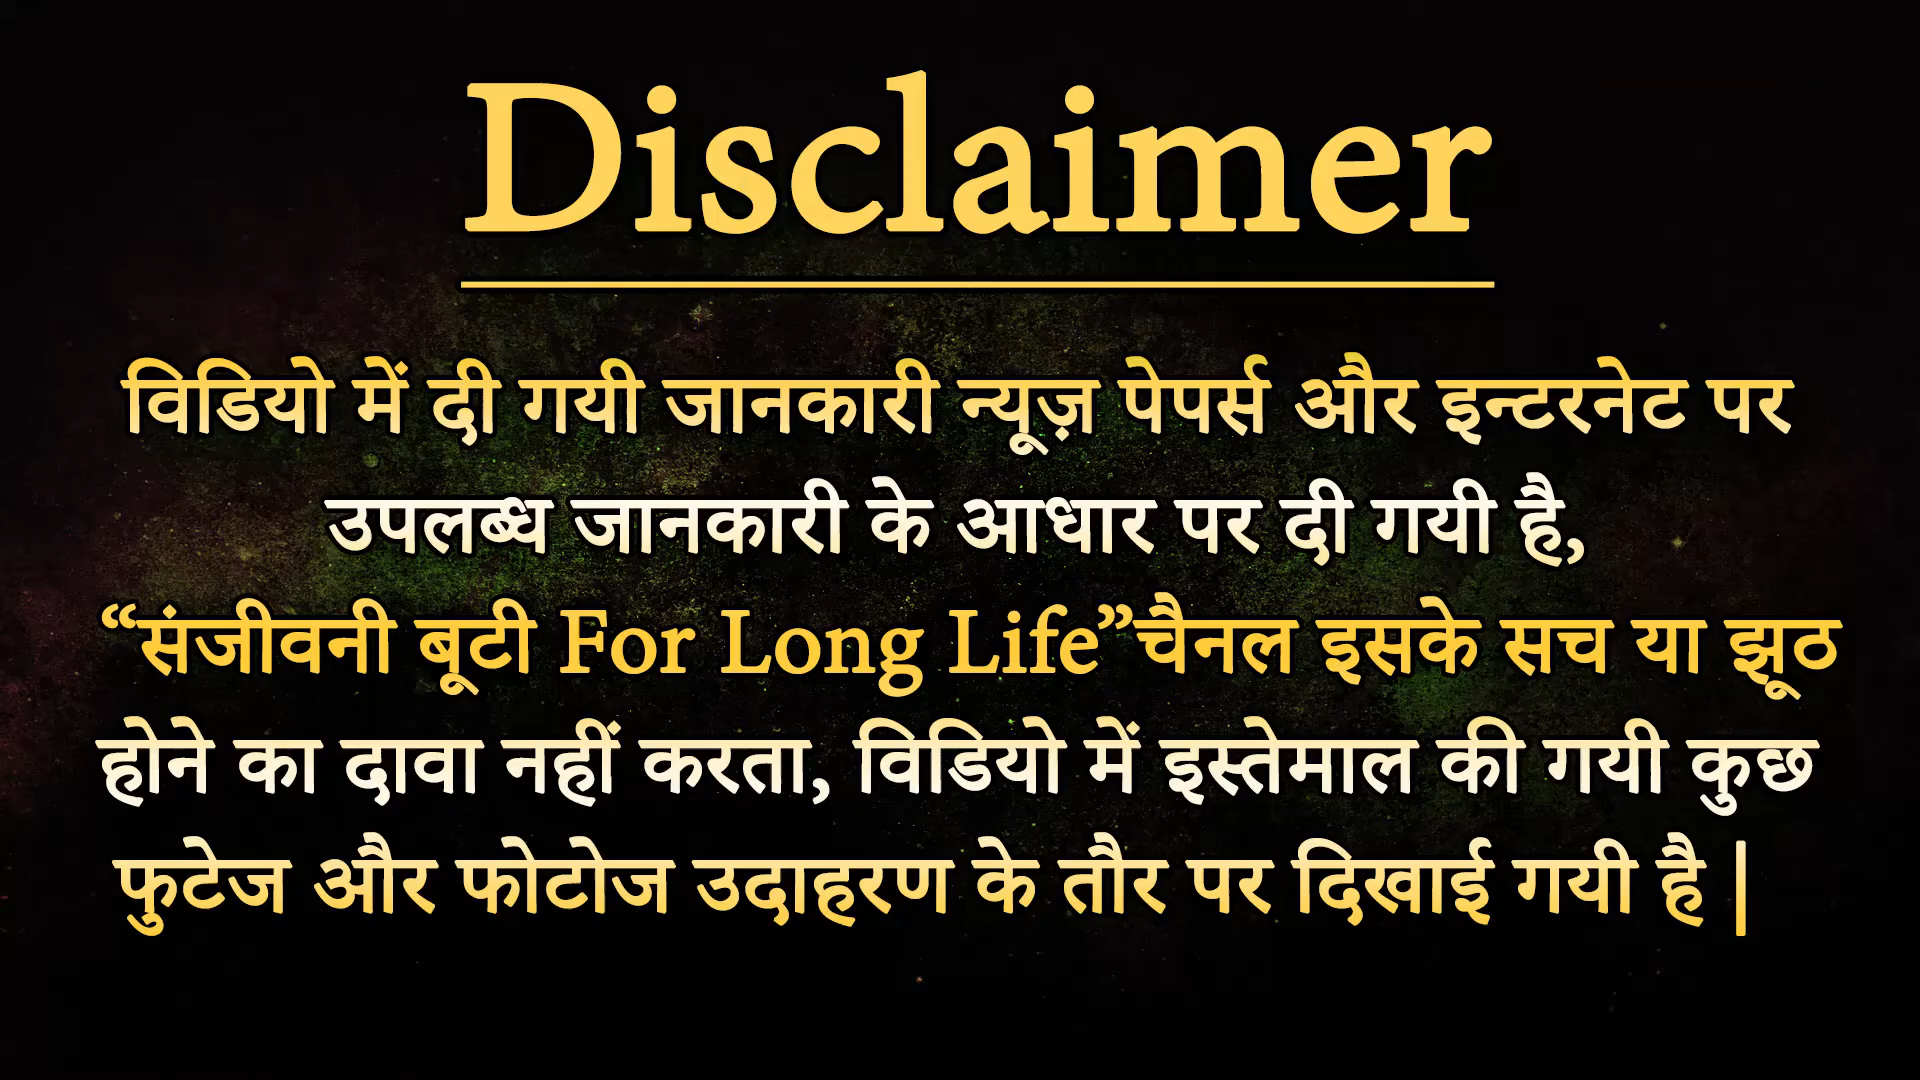 Disclaimer
विडियो में दी गयी जानकारी न्यूज़ पेपर्स और इन्टरनेट पर
उपलब्ध जानकारी के आधार पर दी गयी है,
“संजीवनी बूटी For Long Life”चैनल इसके सच या झूठ
होने का दावा नहीं करता, विडियो में इस्तेमाल की गयी कुछ
फुटेज और फोटोज उदाहरण के तौर पर दिखाई गयी है |